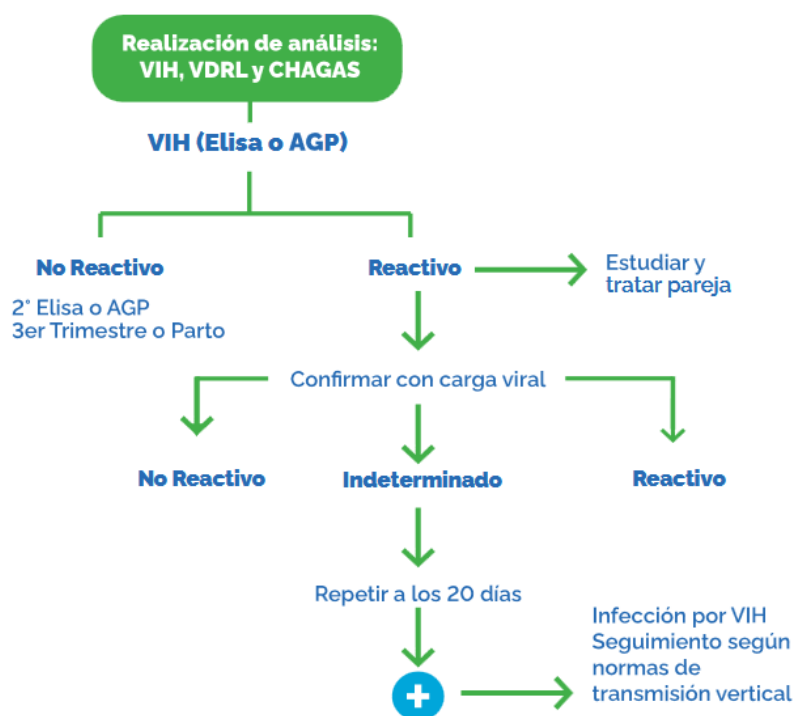 Realización de análisis:
VIH, VDRL y CHAGAS
VIH (Elisa o AGP)
No Reactivo
2° Elisa o AGP
3er Trimestre o Parto
Reactivo
Estudiar y
tratar pareja
Confirmar con carga viral
No Reactivo
Indeterminado
Reactivo
Repetir a los 20 días
+
Infección por VIH
Seguimiento según
normas de
transmisión vertical